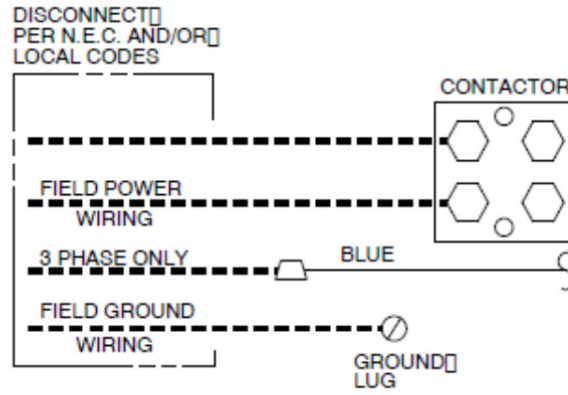 DISCONNECT▯
PER N.E.C. AND/OR▯
LOCAL CODES
CONTACTOR
FIELD POWER
WIRING
3 PHASE ONLY
BLUE
FIELD GROUND
WIRING
GROUND▯
LUG